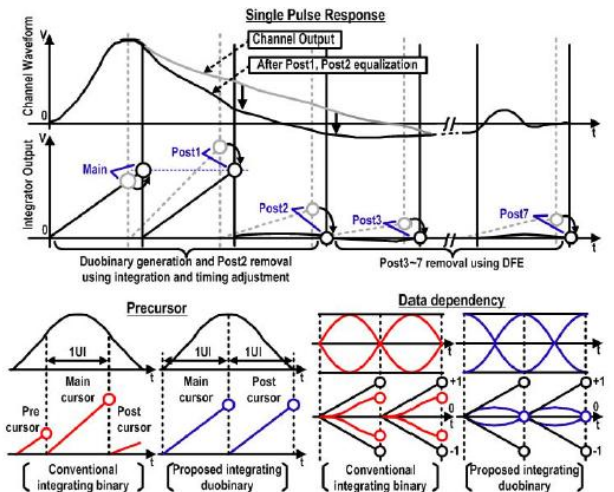 Single Pulse Response
Channel Waveform
V
0
Channel Output
After Post1, Post2 equalization
t
Integrator Output
V
0
Main
Post1
Post2
Post3
Post7
t
Duobinary generation and Post2 removal
using integration and timing adjustment
Post3~7 removal using DFE
Precursor
1UI
t
Pre
cursor
Main
cursor
Post
cursor
t
Conventional
integrating binary
1UI
1UI
t
Main
cursor
Post
cursor
t
Proposed integrating
duobinary
Data dependency
t
+1
0
t
-1
Conventional
integrating binary
t
+1
0
t
-1
Proposed integrating
duobinary